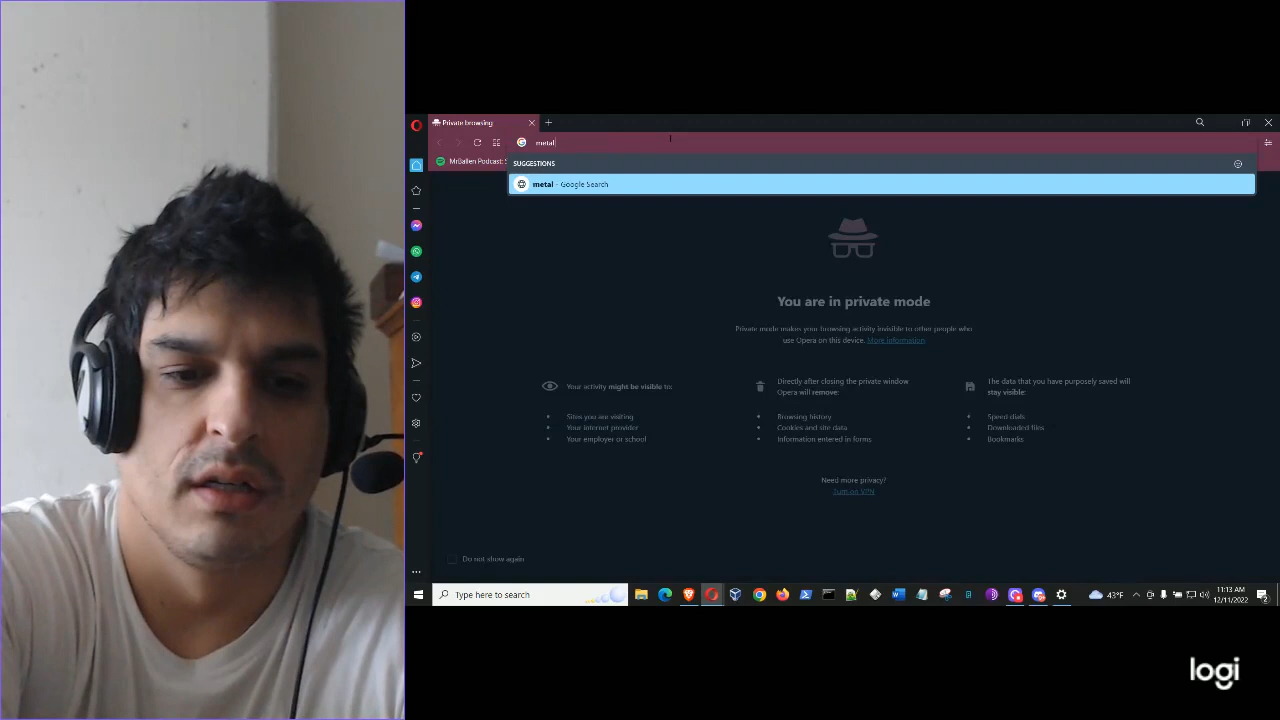 Private browsing
metal
MrBallen Podcast: S
SUGGESTIONS
metal - Google Search
You are in private mode
Private mode makes your browsing activity invisible to other people who
use Opera on this device. More information
Your activity might be visible to:
Sites you are visiting
Your internet provider
Your employer or school
Directly after closing the private window
Opera will remove:
Browsing history
Cookies and site data
Information entered in forms
The data that you have purposely saved will
stay visible:
Speed dials
Downloaded files
Bookmarks
Need more privacy?
Turn on VPN
Do not show again
Type here to search
43°F
11:13 AM
12/11/2022
logi